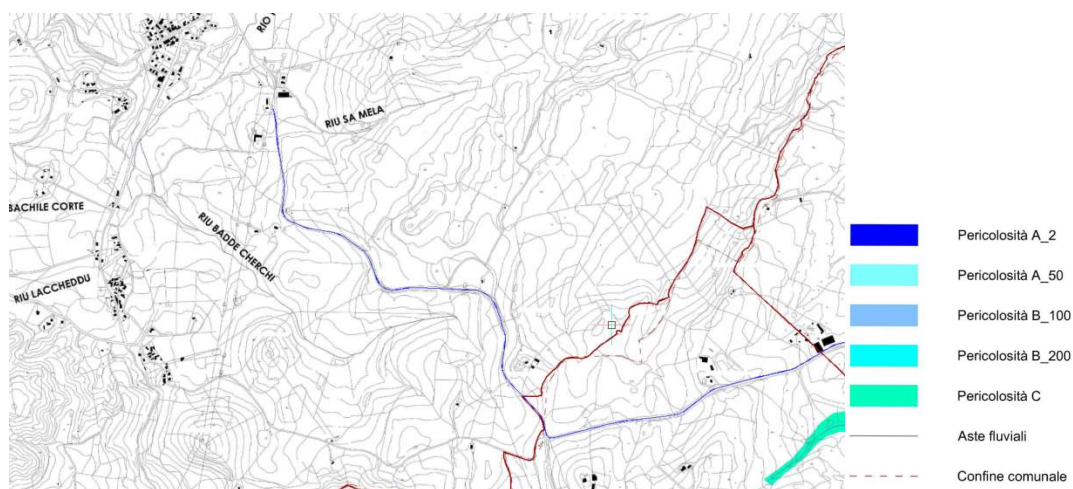 RIO
RIU SA MELA
BACHILE CORTE
RIU BADDE CHERCHI
RIU LACCHEDDU
Pericolosità A_2
Pericolosità A_50
Pericolosità B_100
Pericolosità B_200
Pericolosità C
Aste fluviali
Confine comunale